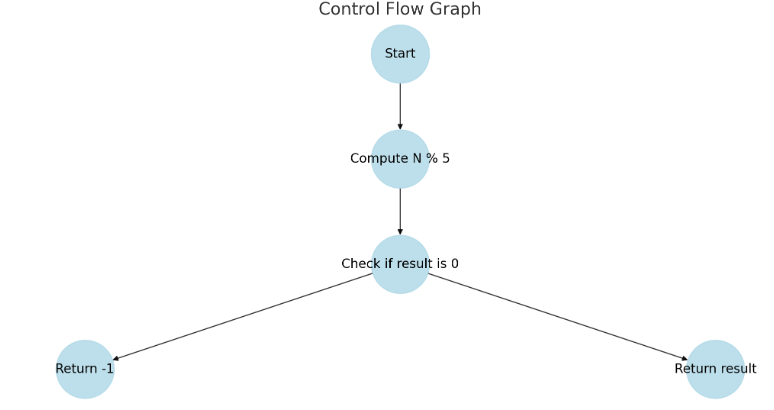 Control Flow Graph
Start
Compute N % 5
Check if result is 0
Return -1
Return result